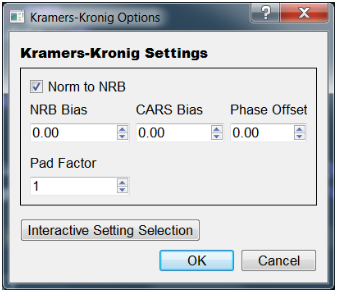 Kramers-Kronig Options
Kramers-Kronig Settings
Norm to NRB
NRB Bias CARS Bias Phase Offset
0.00 0.00 0.00
Pad Factor
1
Interactive Setting Selection
OK Cancel